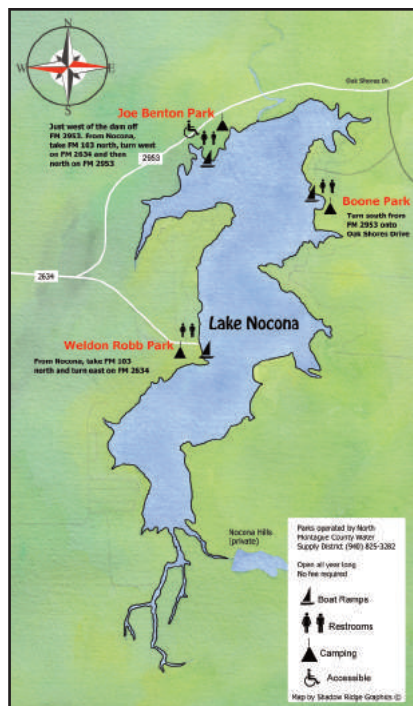 N
W E
S
Oak Shores Dr.
Joe Benton Park
Just west of the dam off
FM 2953. From Nocona,
take FM 103 north, turn west
on FM 2634 and then
north on FM 2953
2953
Boone Park
Turn south from
FM 2953 onto
Oak Shores Drive
2634
Lake Nocona
Weldon Robb Park
From Nocona, take FM 103
north and turn east on FM 2634
Nocona Hills
(private)
Parks operated by North
Montague County Water
Supply District (940) 825-3282
Open all year long
No fee required
Boat Ramps
Restrooms
Camping
Accessible
Map by Shadow Ridge Graphics ©